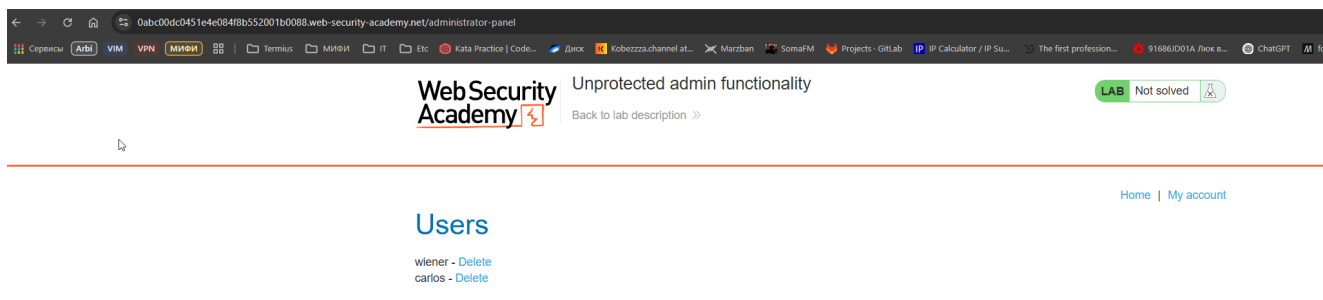 0abc00dc0451e4e084f8b552001b0088.web-security-academy.net/administrator-panel
Сервисы Arbi VIM VPN МИФИ Termius МИФИ IT Etc Kata Practice | Code... Диск Kobezzza.channel at... Marzban SomaFM Projects · GitLab IP IP Calculator / IP Su... The first profession... 91686JD01A Люк в... ChatGPT
Web Security
Academy
Unprotected admin functionality
Back to lab description
LAB Not solved
Home | My account
Users
wiener - Delete
carlos - Delete